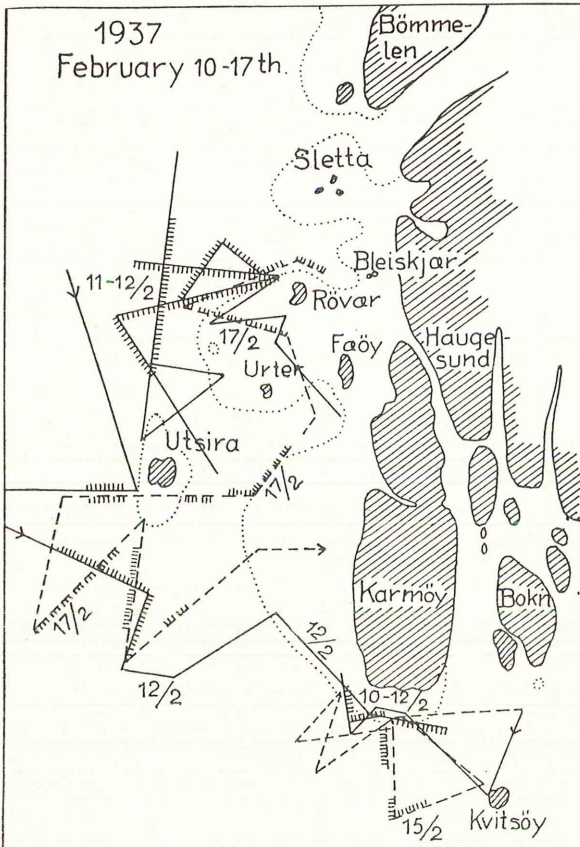 1937
February 10-17th.
Bömme-
len
Sletta
Bleiskjar
11-12/2
Rövar
17/2
Faöy
Hauge-
sund
Urter
Utsira
17/2
17/2
Karmöy
Bokn
12/2
12/2
10-12/2
15/2
Kvitsöy